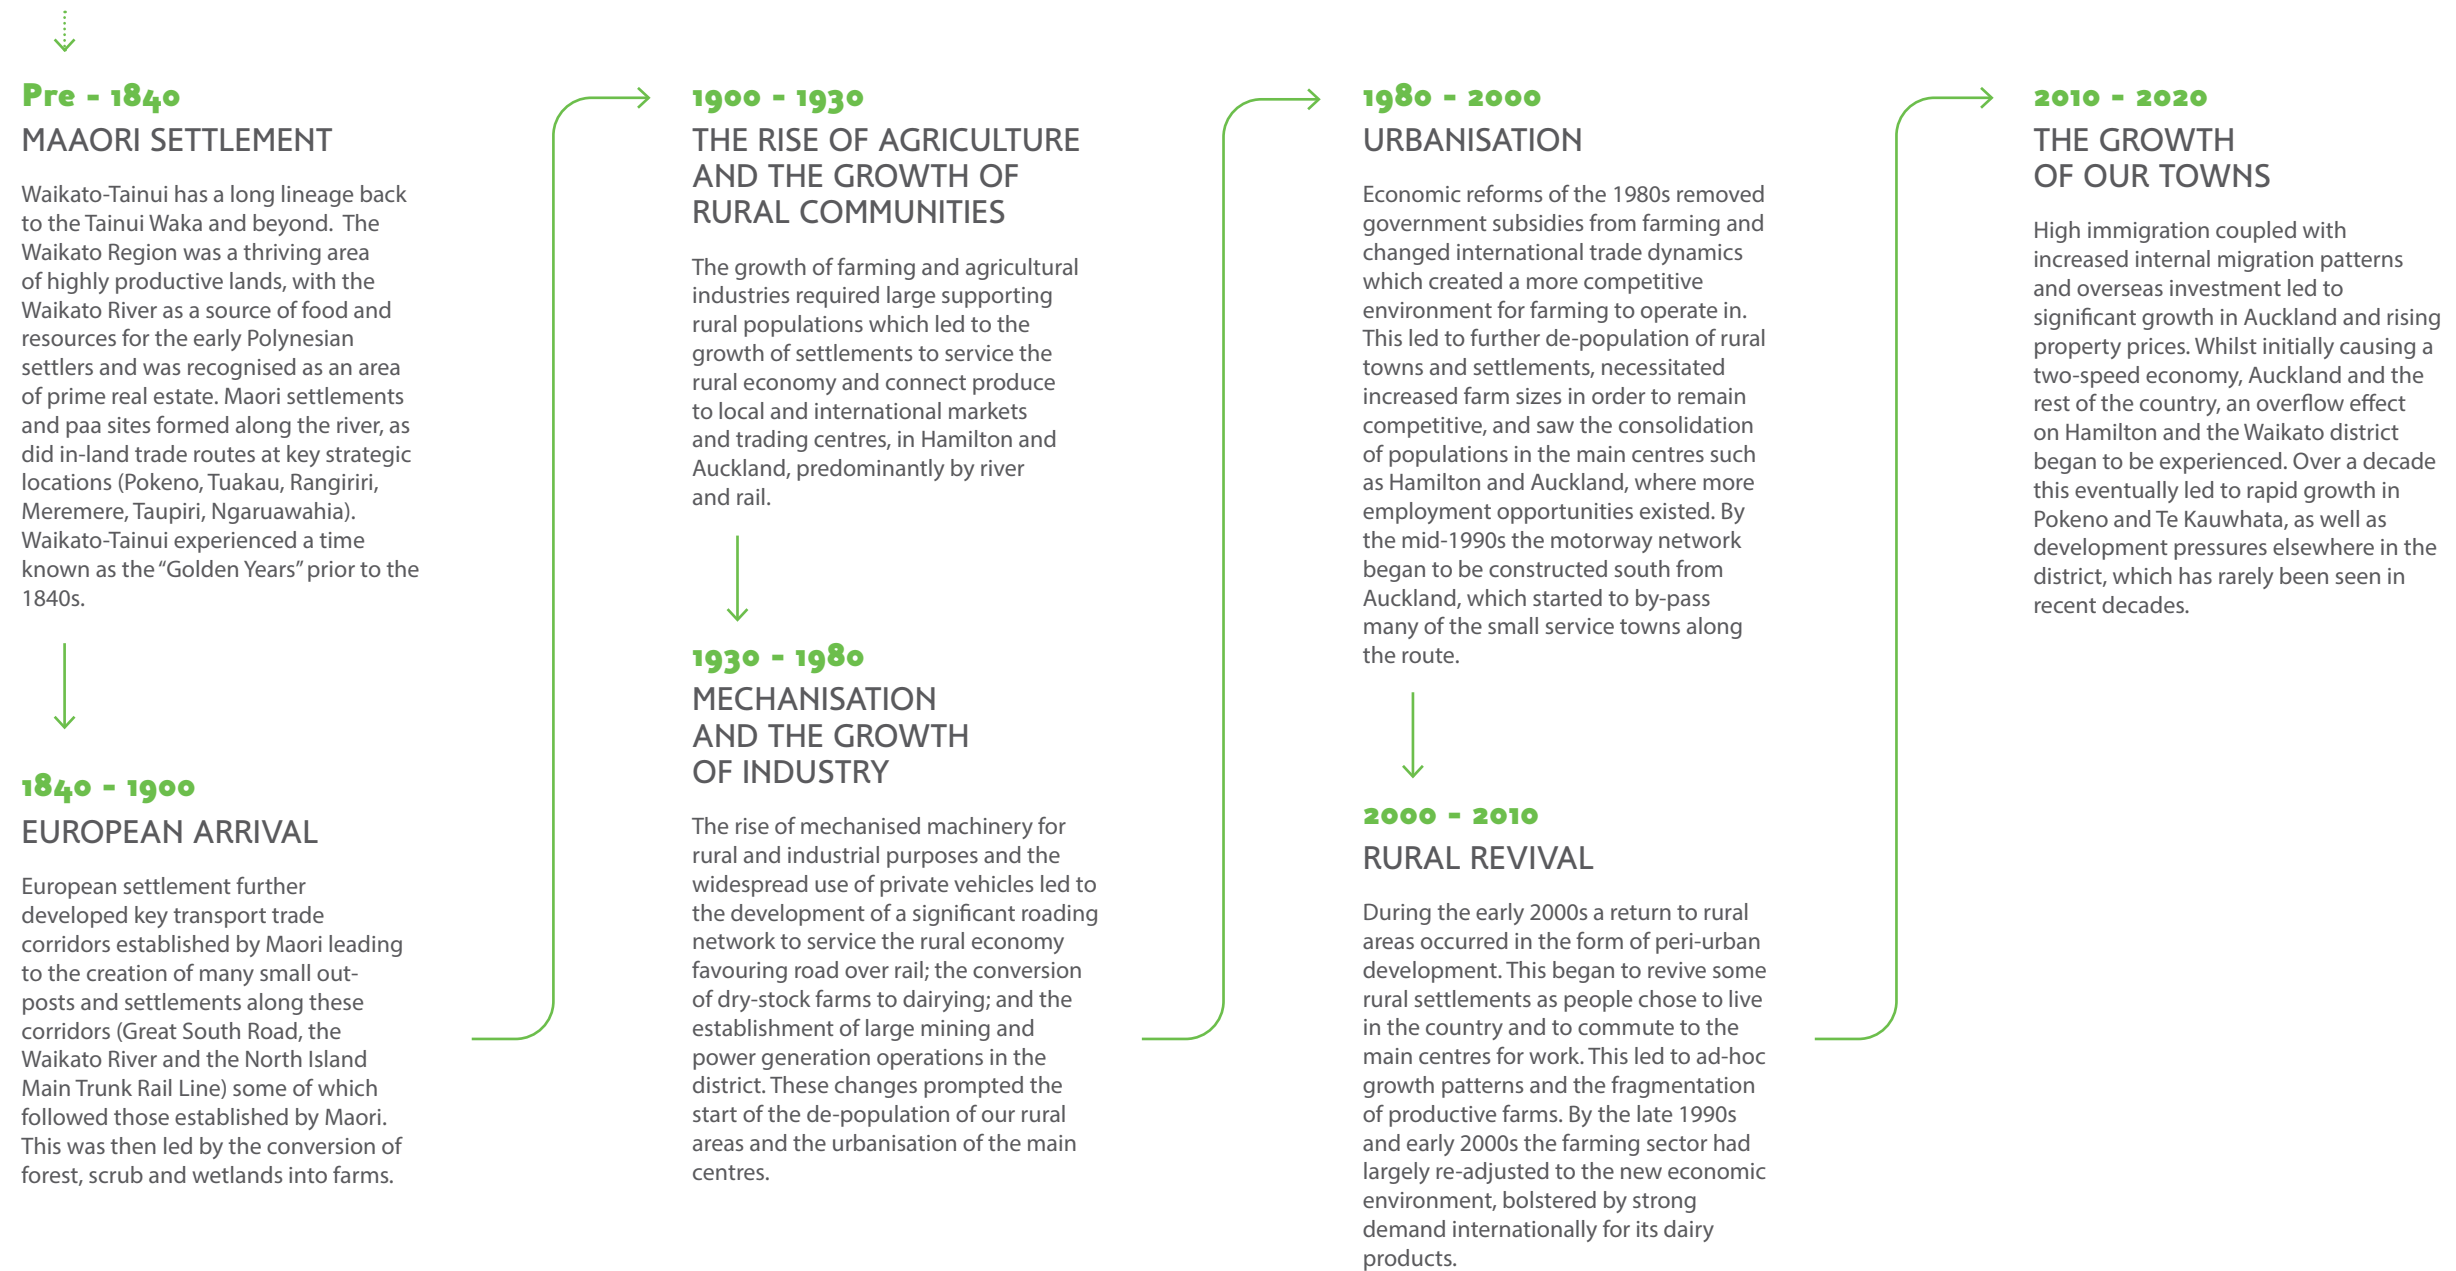 Pre - 1840
MAAORI SETTLEMENT
Waikato-Tainui has a long lineage back
to the Tainui Waka and beyond.  The
Waikato Region was a thriving area
of highly productive lands, with the
Waikato River as a source of food and
resources for the early Polynesian
settlers and was recognised as an area
of prime real estate. Maori settlements
and paa sites formed along the river, as
did in-land trade routes at key strategic
locations (Pokeno, Tuakau, Rangiriri,
Meremere, Taupiri, Ngaruawahia).
Waikato-Tainui experienced a time
known as the “Golden Years” prior to the
1840s.
1840 - 1900
EUROPEAN ARRIVAL
European settlement further
developed key transport trade
corridors established by Maori leading
to the creation of many small out-
posts and settlements along these
corridors (Great South Road, the
Waikato River and the North Island
Main Trunk Rail Line) some of which
followed those established by Maori.
This was then led by the conversion of
forest, scrub and wetlands into farms.
1900 - 1930
THE RISE OF AGRICULTURE
AND THE GROWTH OF
RURAL COMMUNITIES
The growth of farming and agricultural
industries required large supporting
rural populations which led to the
growth of settlements to service the
rural economy and connect produce
to local and international markets
and trading centres, in Hamilton and
Auckland, predominantly by river
and rail.
1930 - 1980
MECHANISATION
AND THE GROWTH
OF INDUSTRY
The rise of mechanised machinery for
rural and industrial purposes and the
widespread use of private vehicles led to
the development of a significant roading
network to service the rural economy
favouring road over rail; the conversion
of dry-stock farms to dairying; and the
establishment of large mining and
power generation operations in the
district. These changes prompted the
start of the de-population of our rural
areas and the urbanisation of the main
centres.
1980 - 2000
URBANISATION
Economic reforms of the 1980s removed
government subsidies from farming and
changed international trade dynamics
which created a more competitive
environment for farming to operate in.
This led to further de-population of rural
towns and settlements, necessitated
increased farm sizes in order to remain
competitive, and saw the consolidation
of populations in the main centres such
as Hamilton and Auckland, where more
employment opportunities existed. By
the mid-1990s the motorway network
began to be constructed south from
Auckland, which started to by-pass
many of the small service towns along
the route.
2000 - 2010
RURAL REVIVAL
During the early 2000s a return to rural
areas occurred in the form of peri-urban
development. This began to revive some
rural settlements as people chose to live
in the country and to commute to the
main centres for work. This led to ad-hoc
growth patterns and the fragmentation
of productive farms. By the late 1990s
and early 2000s the farming sector had
largely re-adjusted to the new economic
environment, bolstered by strong
demand internationally for its dairy
products.
2010 - 2020
THE GROWTH
OF OUR TOWNS
High immigration coupled with
increased internal migration patterns
and overseas investment led to
significant growth in Auckland and rising
property prices. Whilst initially causing a
two-speed economy, Auckland and the
rest of the country, an overflow effect
on Hamilton and the Waikato district
began to be experienced. Over a decade
this eventually led to rapid growth in
Pokeno and Te Kauwhata, as well as
development pressures elsewhere in the
district, which has rarely been seen in
recent decades.